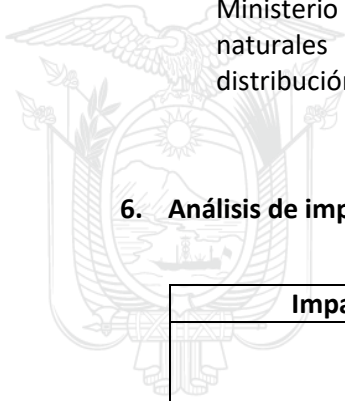 Ministerio
naturales
distribución
6. Análisis de imp
Impa